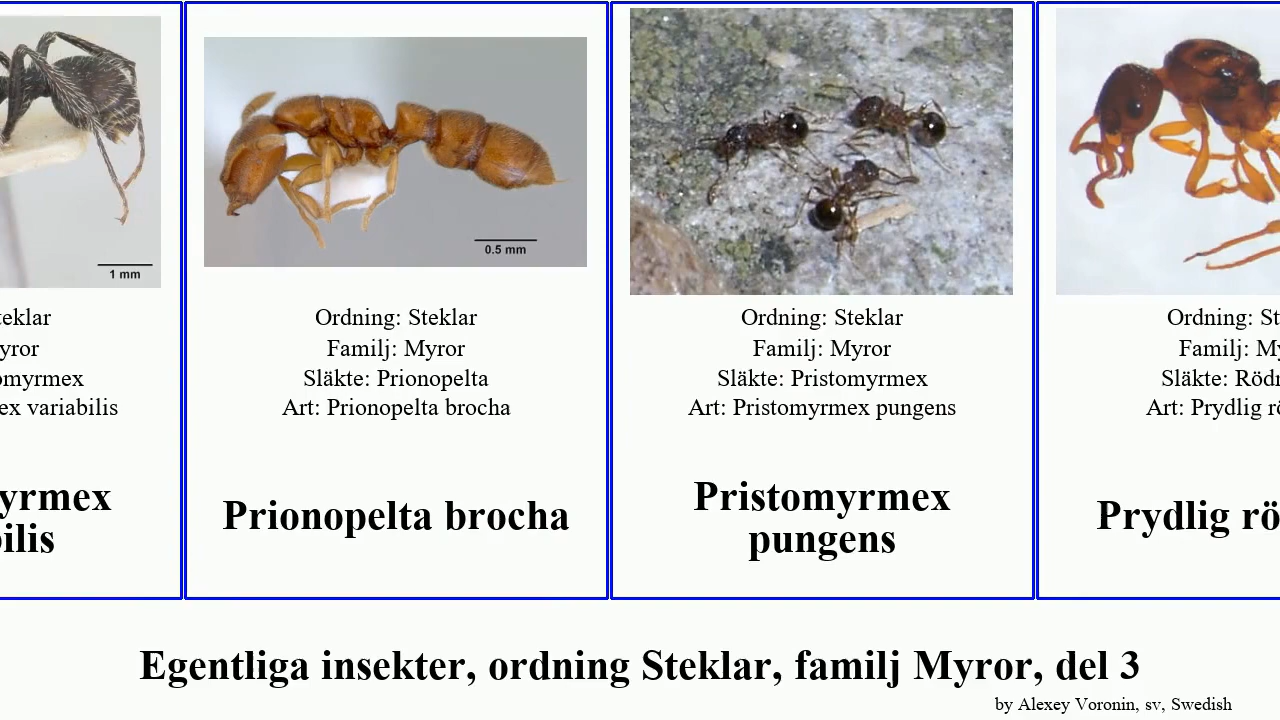 1 mm
teklar
yror
omyrmex
ex variabilis
yrmex
ilis
0.5 mm
Ordning: Steklar
Familj: Myror
Släkte: Prionopelta
Art: Prionopelta brocha
Prionopelta brocha
Ordning: Steklar
Familj: Myror
Släkte: Pristomyrmex
Art: Pristomyrmex pungens
Pristomyrmex
pungens
Ordning: St
Familj: My
Släkte: Rödm
Art: Prydlig rö
Prydlig rö
Egentliga insekter, ordning Steklar, familj Myror, del 3
by Alexey Voronin, sv, Swedish